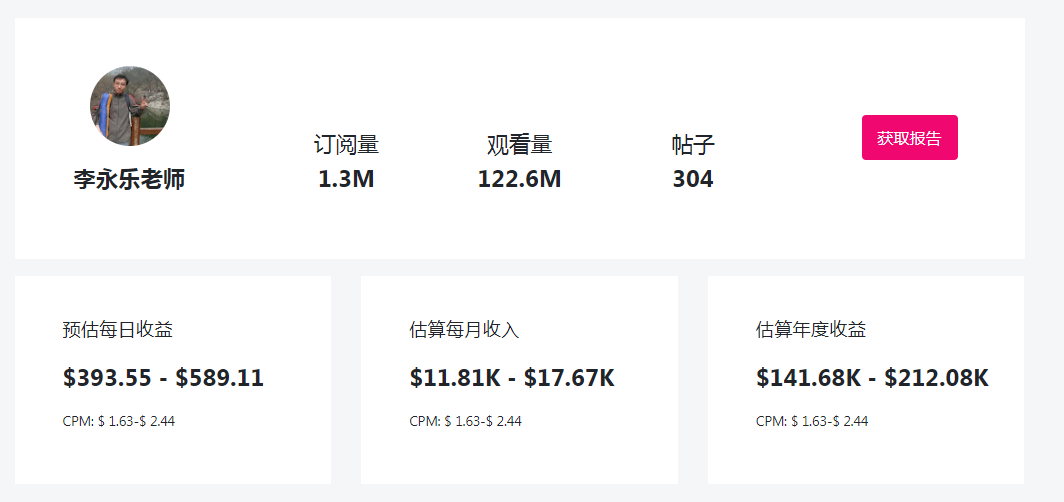 李永乐老师
订阅量
1.3M
观看量
122.6M
帖子
304
获取报告
预估每日收益
$393.55 - $589.11
CPM: $ 1.63-$ 2.44
估算每月收入
$11.81K - $17.67K
CPM: $ 1.63-$ 2.44
估算年度收益
$141.68K - $212.08K
CPM: $ 1.63-$ 2.44